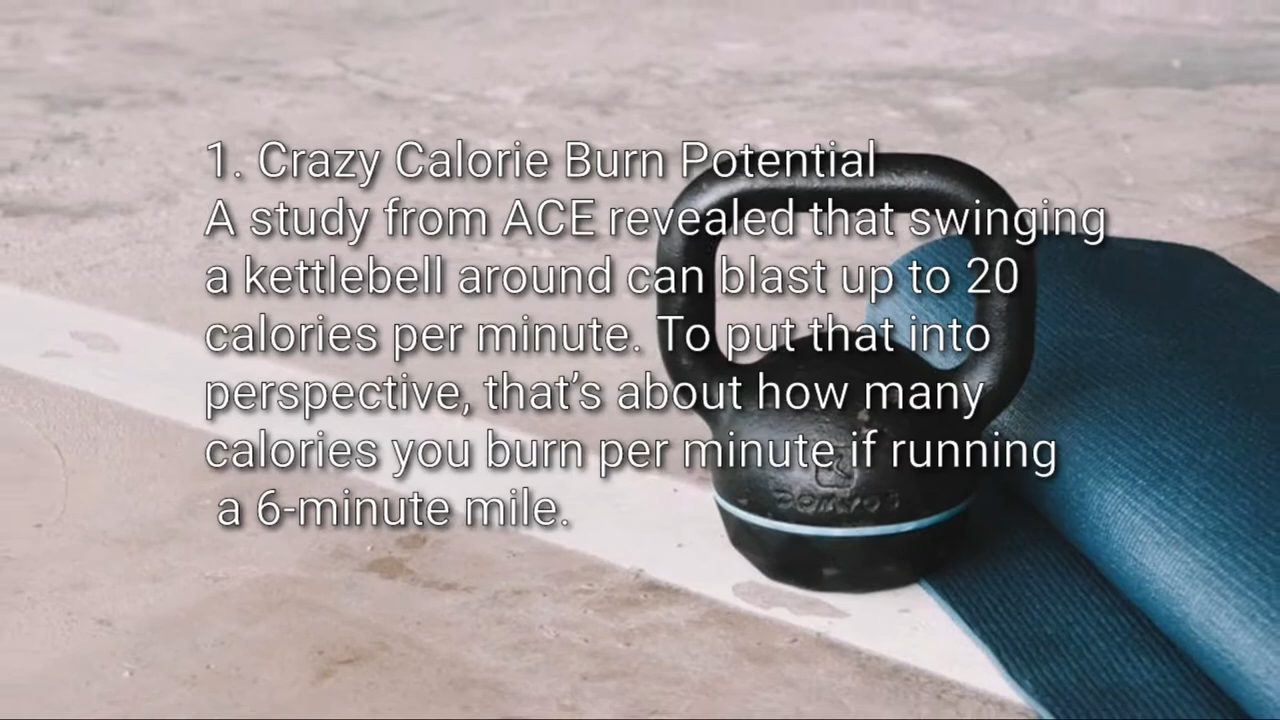 1. Crazy Calorie Burn Potential
A study from ACE revealed that swinging
a kettlebell around can blast up to 20
calories per minute. To put that into
perspective, that’s about how many
calories you burn per minute if running
a 6-minute mile.
DOMYOS